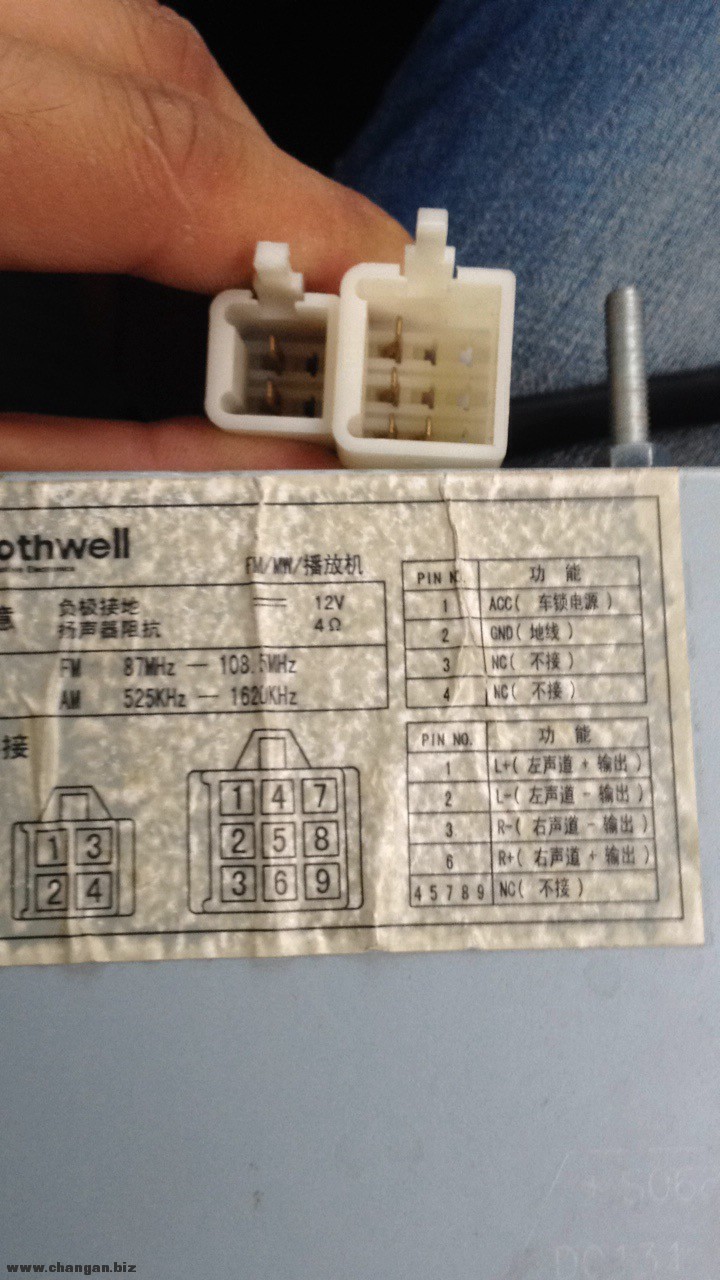 othwell
FM/MW/播放机
意 负极接地 12V
扬声器阻抗 4Ω
FM 87MHz — 108.5MHz
AM 525KHz — 1620KHz
接
1 3
2 4
1 4 7
2 5 8
3 6 9
PIN N 功 能
1 ACC( 车锁电源 )
2 GND( 地线 )
3 NC( 不接 )
4 NC( 不接 )
PIN NO. 功 能
1 L+( 左声道 + 输出 )
2 L-( 左声道 - 输出 )
3 R-( 右声道 - 输出 )
6 R+( 右声道 + 输出 )
4 5 7 8 9 NC( 不接 )
www.changan.biz